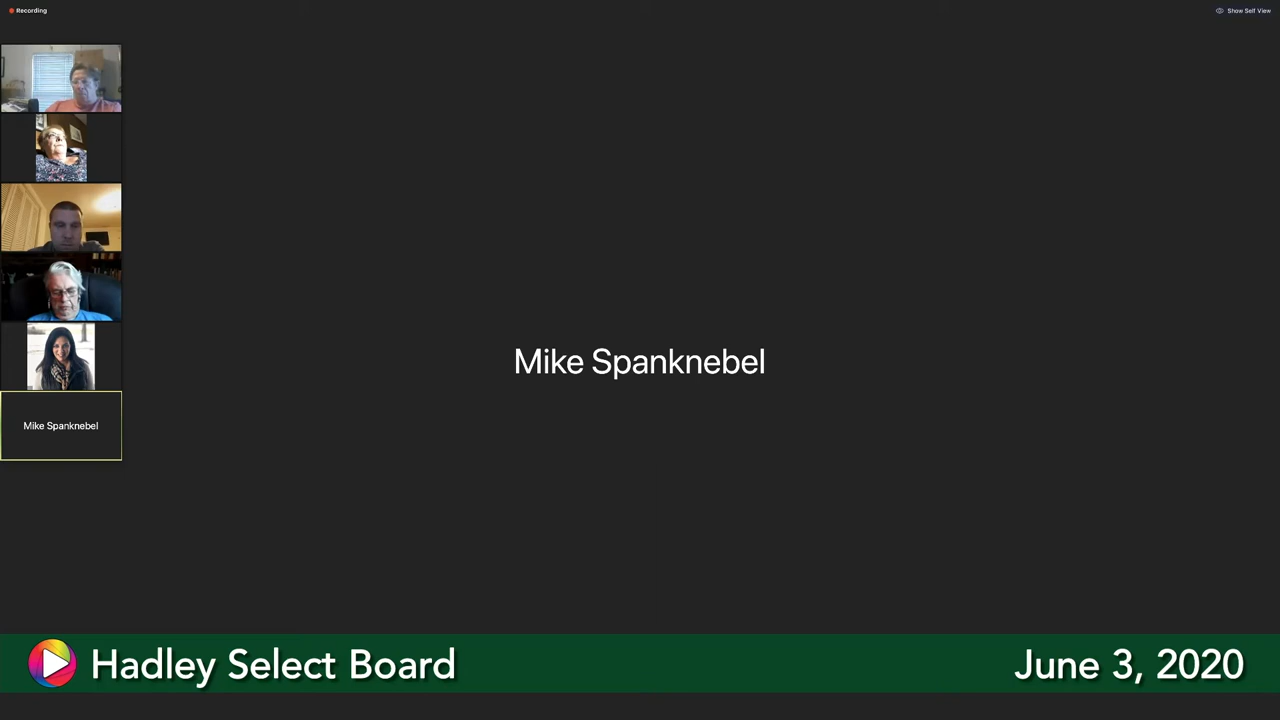 Recording
Show Self View
Mike Spanknebel
Mike Spanknebel
Hadley Select Board
June 3, 2020